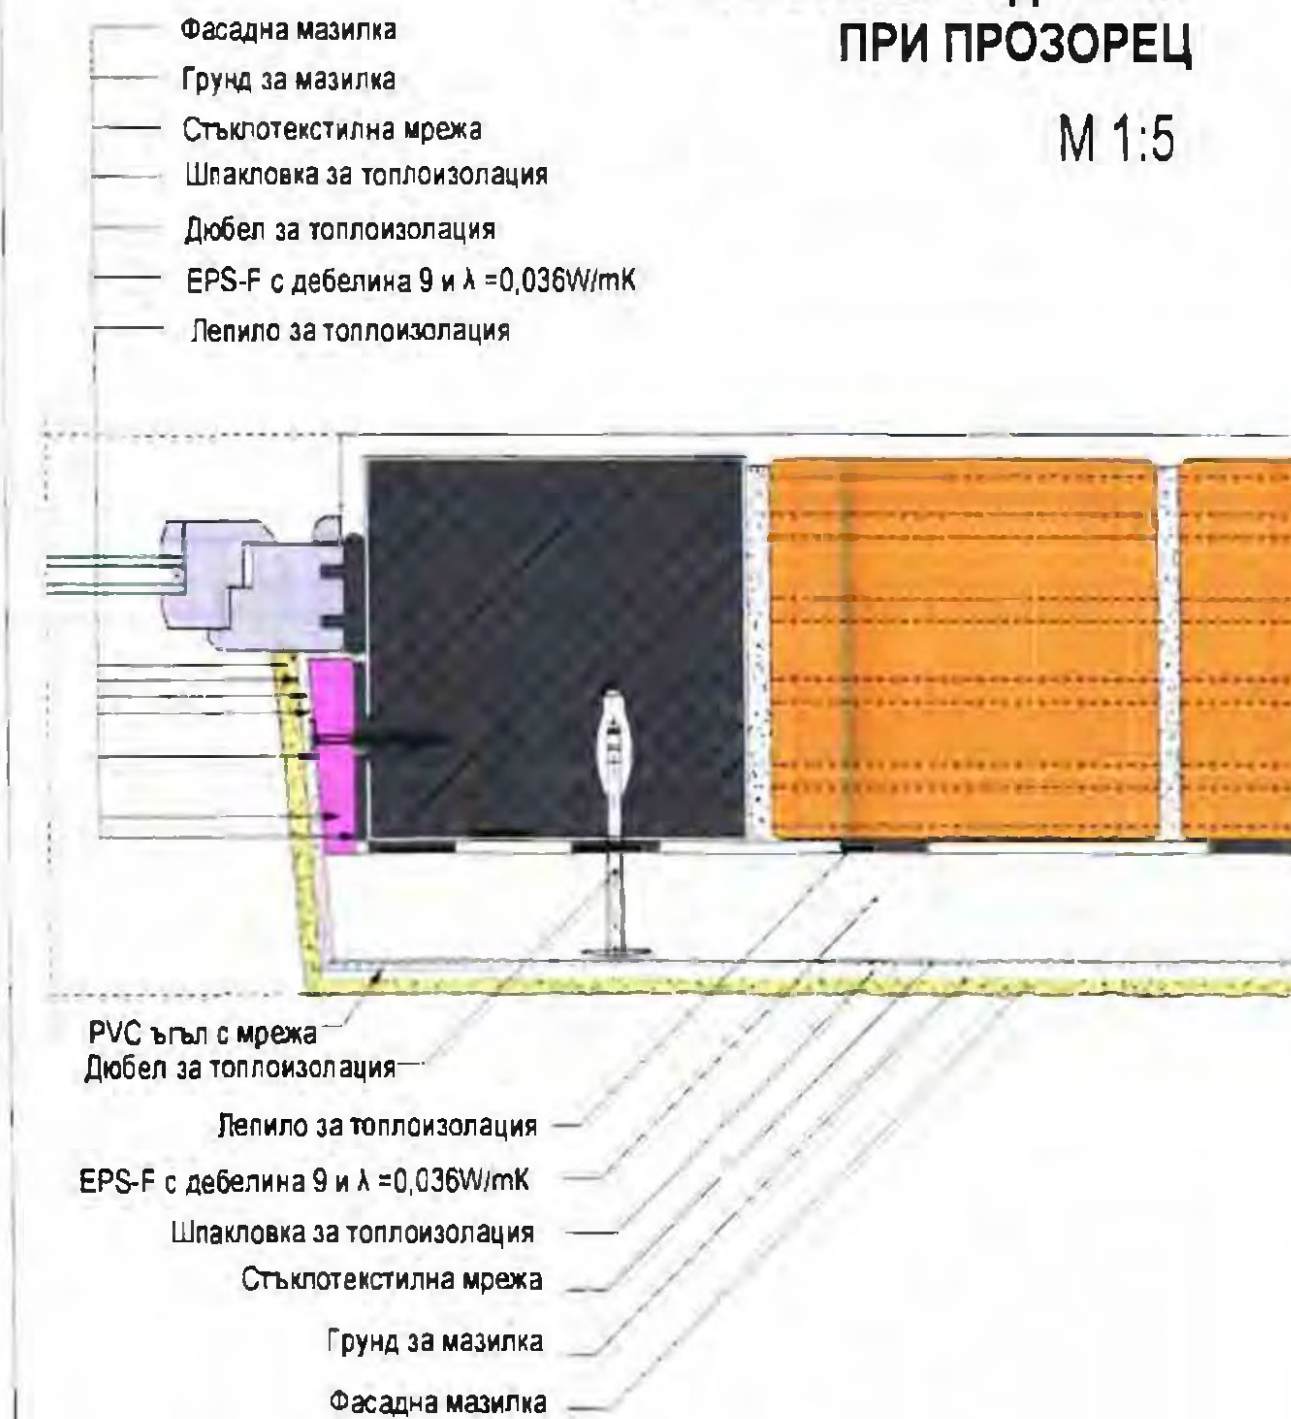 Фасадна мазилка
Грунд за мазилка
Стъклотекстилна мрежа
Шпакловка за топлоизолация
Дюбел за топлоизолация
EPS-F с дебелина 9 и λ =0,036W/mK
Лепило за топлоизолация
ПРИ ПРОЗОРЕЦ
М 1:5
PVC ъгъл с мрежа
Дюбел за топлоизолация
Лепило за топлоизолация
EPS-F с дебелина 9 и λ =0,036W/mK
Шпакловка за топлоизолация
Стъклотекстилна мрежа
Грунд за мазилка
Фасадна мазилка